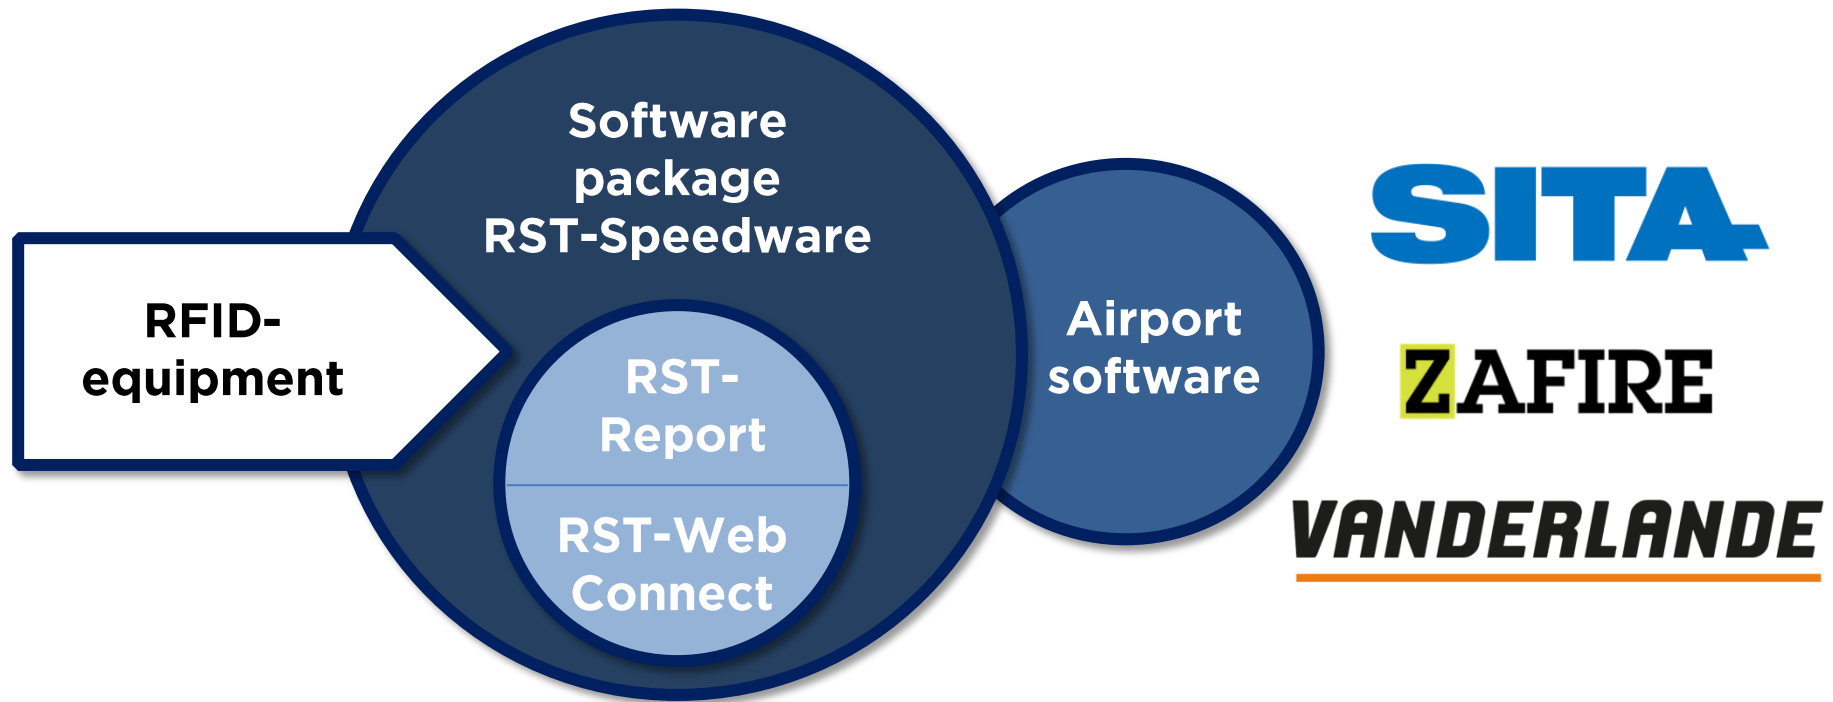 Software
package
RST-Speedware
RFID-
equipment
RST-
Report
RST-Web
Connect
Airport
software
SITA
ZAFIRE
VANDERLANDE